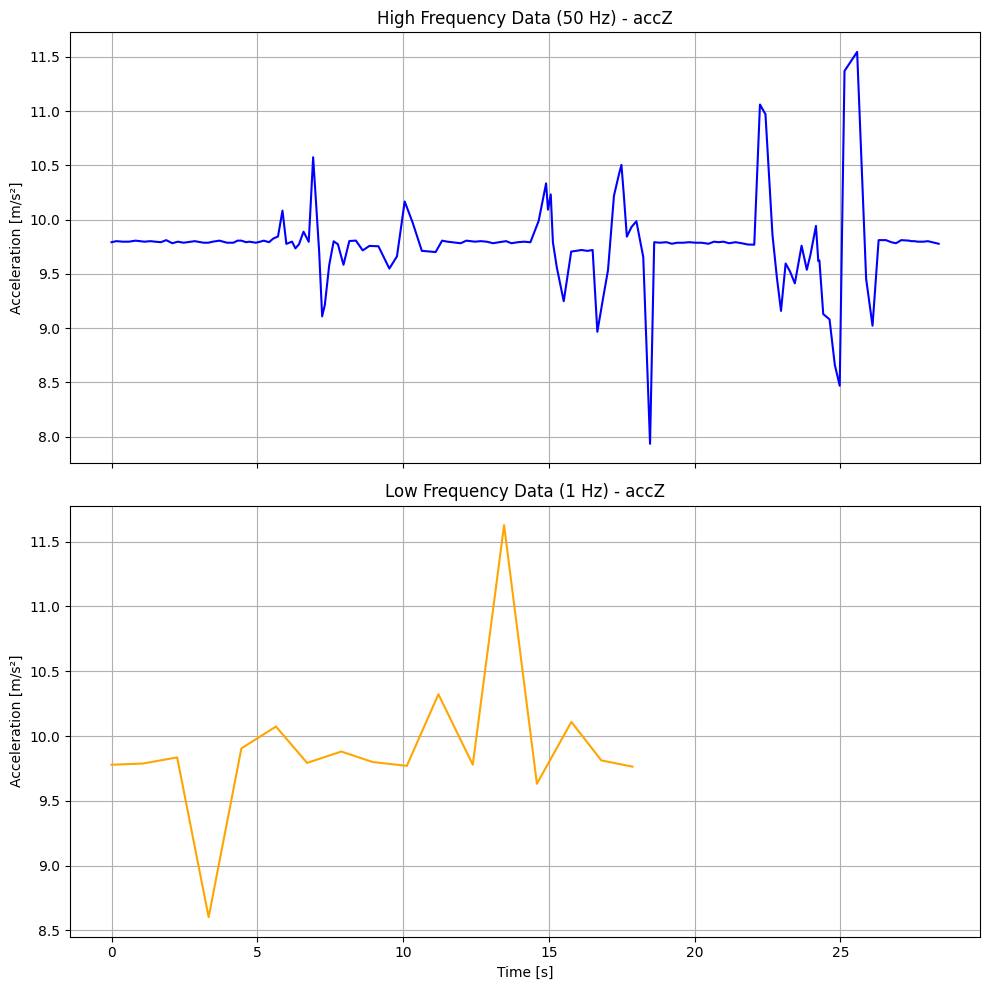 High Frequency Data (50 Hz) - accZ
11.5
11.0
10.5
10.0
9.5
9.0
8.5
8.0
Acceleration [m/s²]
Low Frequency Data (1 Hz) - accZ
11.5
11.0
10.5
10.0
9.5
9.0
8.5
Acceleration [m/s²]
0 5 10 15 20 25
Time [s]